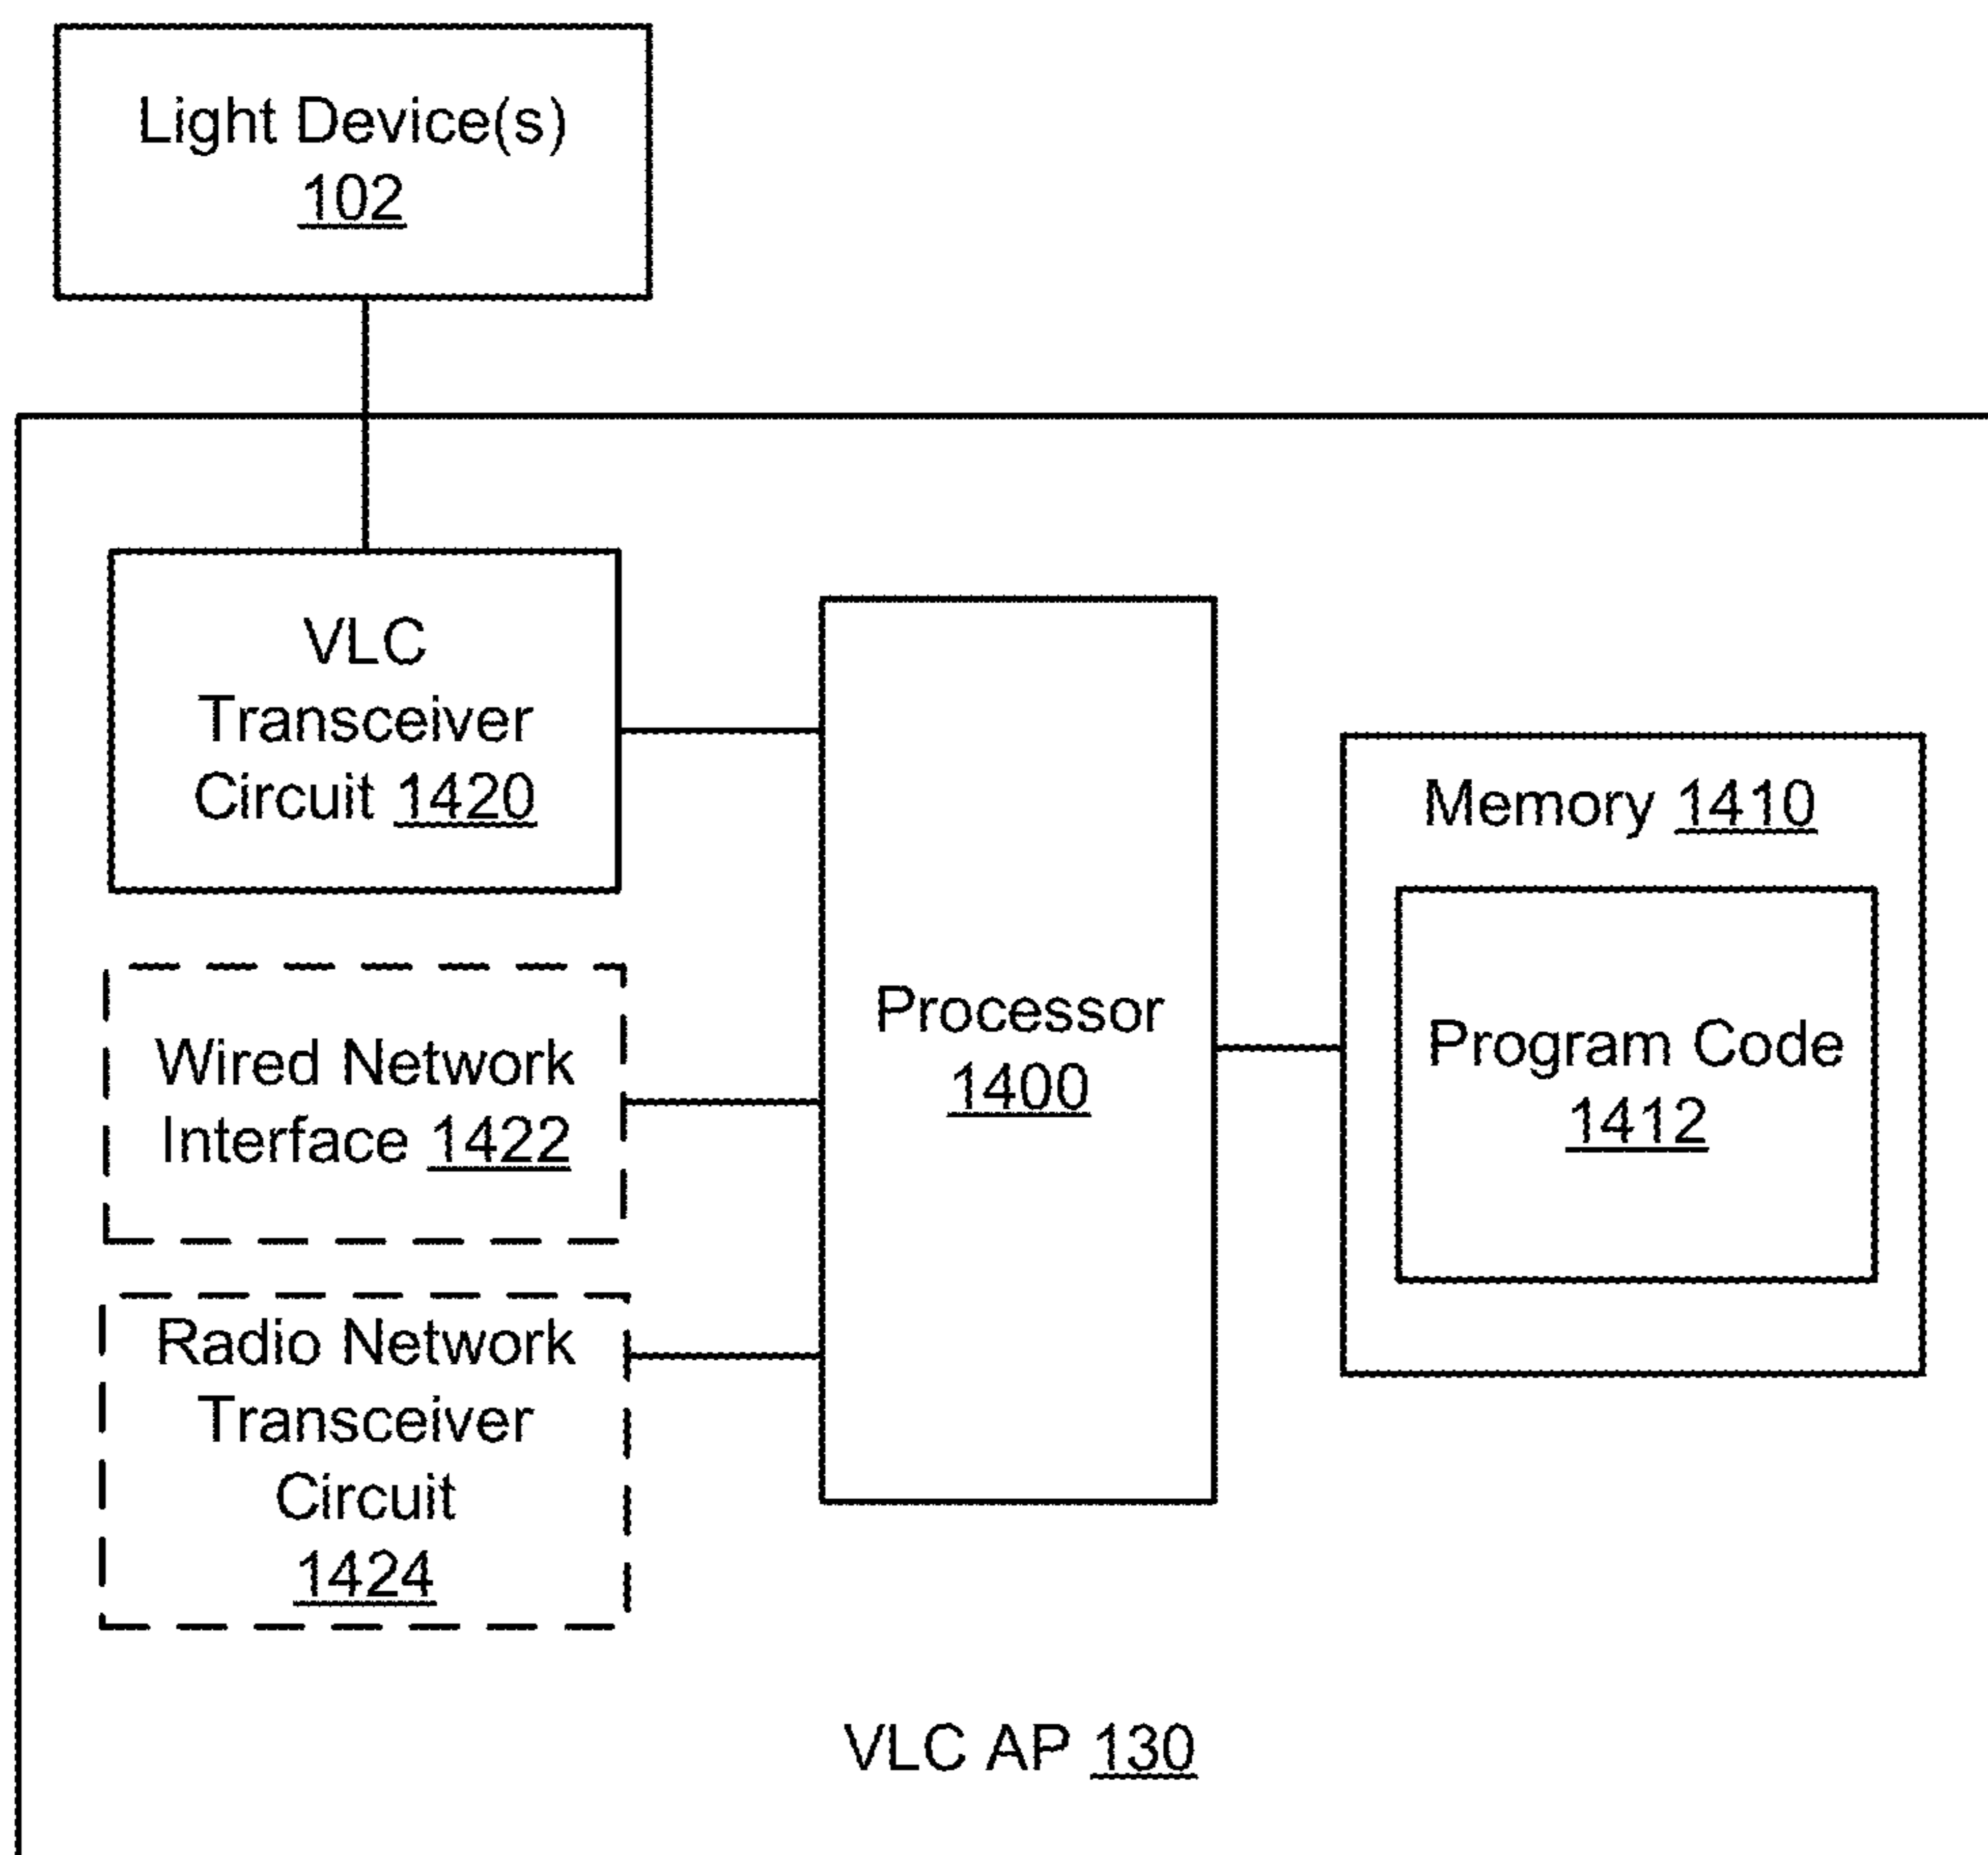 Light Device(s)
102
VLC
Transceiver
Circuit 1420
Wired Network
Interface 1422
Radio Network
Transceiver
Circuit
1424
Processor
1400
Memory 1410
Program Code
1412
VLC AP 130